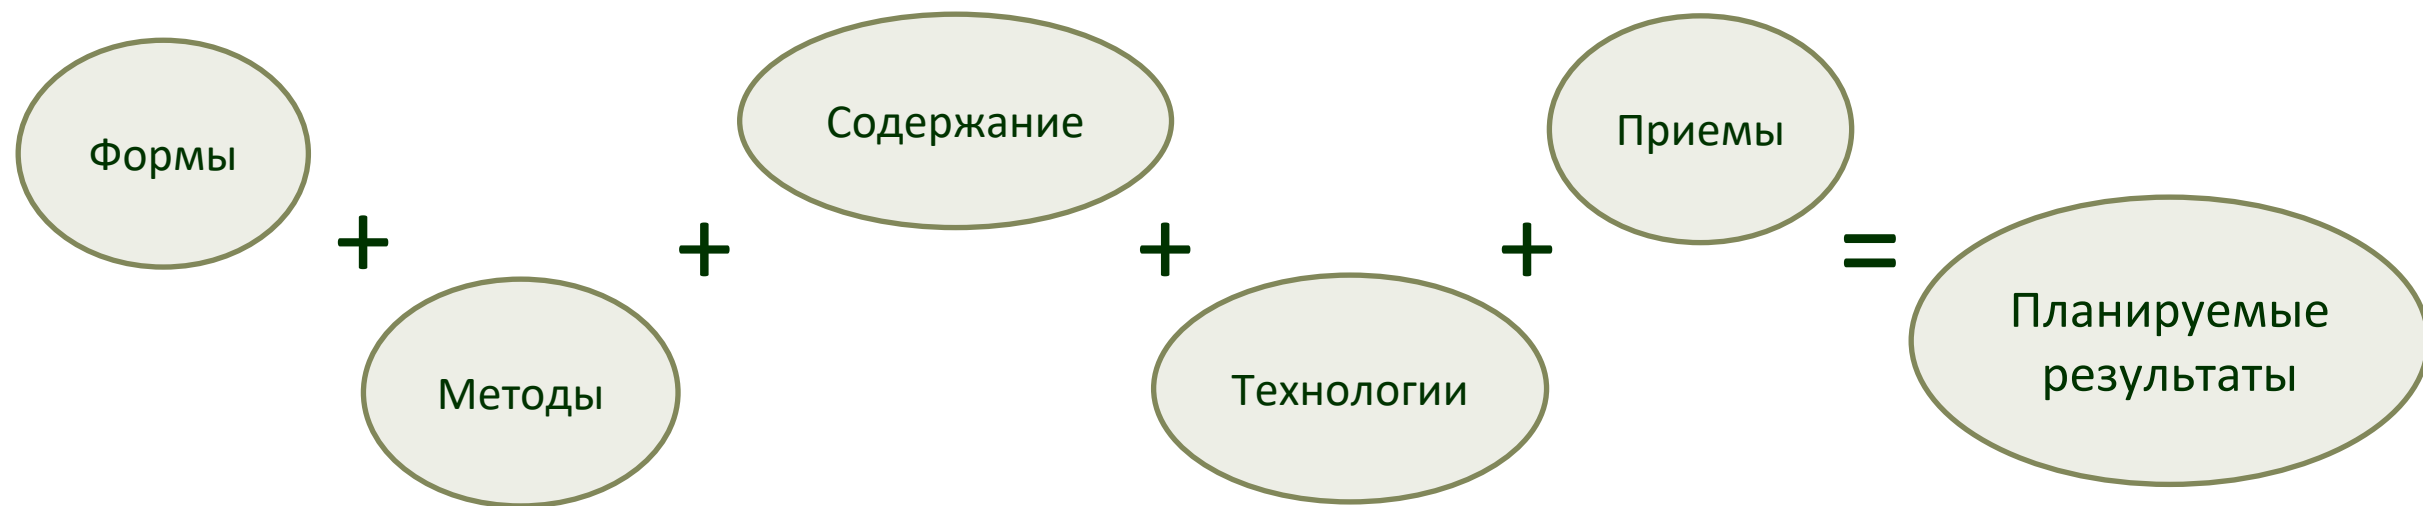 Формы
+
Методы
+
Содержание
+
Технологии
+
Приемы
=
Планируемые
результаты